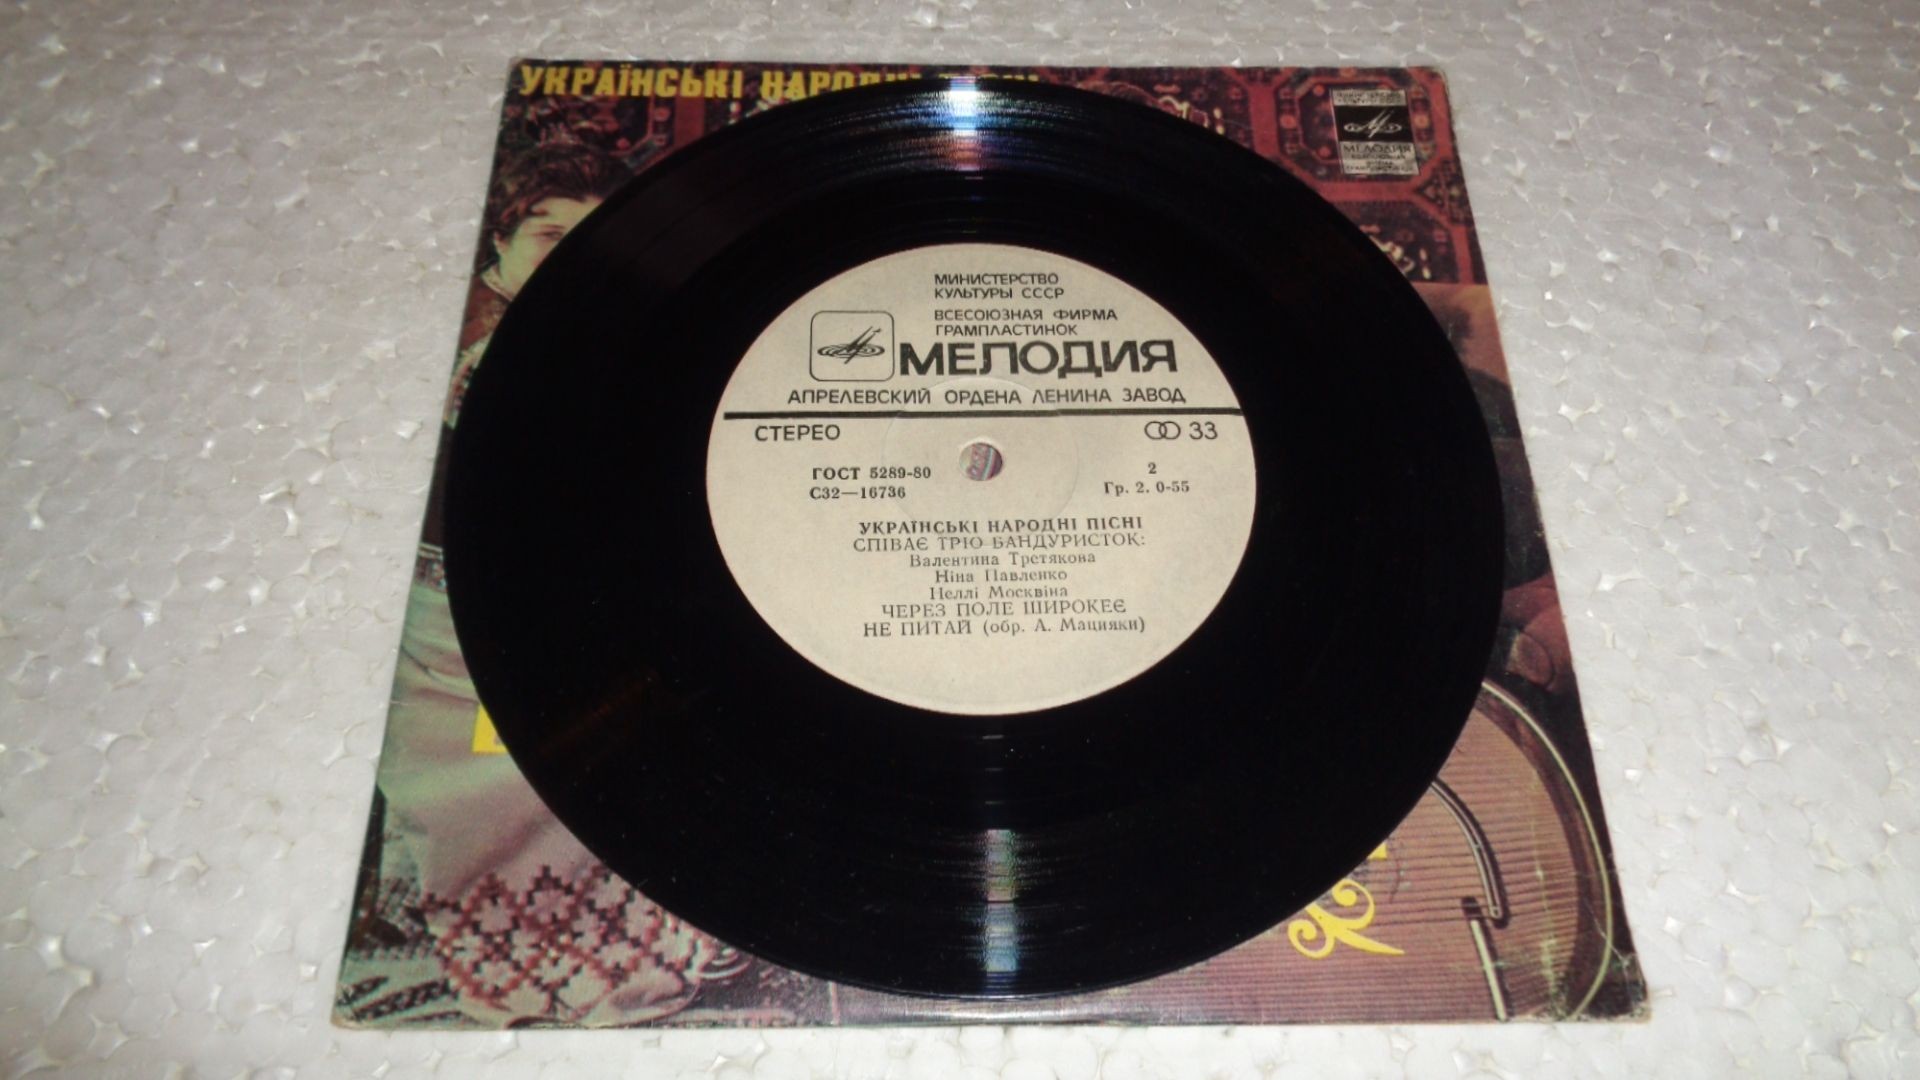 УКРАЇНСЬКІ
МЕЛОДИЯ
МИНИСТЕРСТВО
КУЛЬТУРЫ СССР
ВСЕСОЮЗНАЯ ФИРМА
ГРАМПЛАСТИНОК
МЕЛОДИЯ
АПРЕЛЕВСКИЙ ОРДЕНА ЛЕНИНА ЗАВОД
СТЕРЕО 33
ГОСТ 5289-80 2
С32—16736 Гр. 2. 0-55
УКРАЇНСЬКІ НАРОДНІ ПІСНІ
СПІВАЄ ТРІО БАНДУРИСТОК:
Валентина Третякова
Ніна Павленко
Неллі Москвіна
ЧЕРЕЗ ПОЛЕ ШИРОКЕЄ
НЕ ПИТАЙ (обр. А. Мацияки)